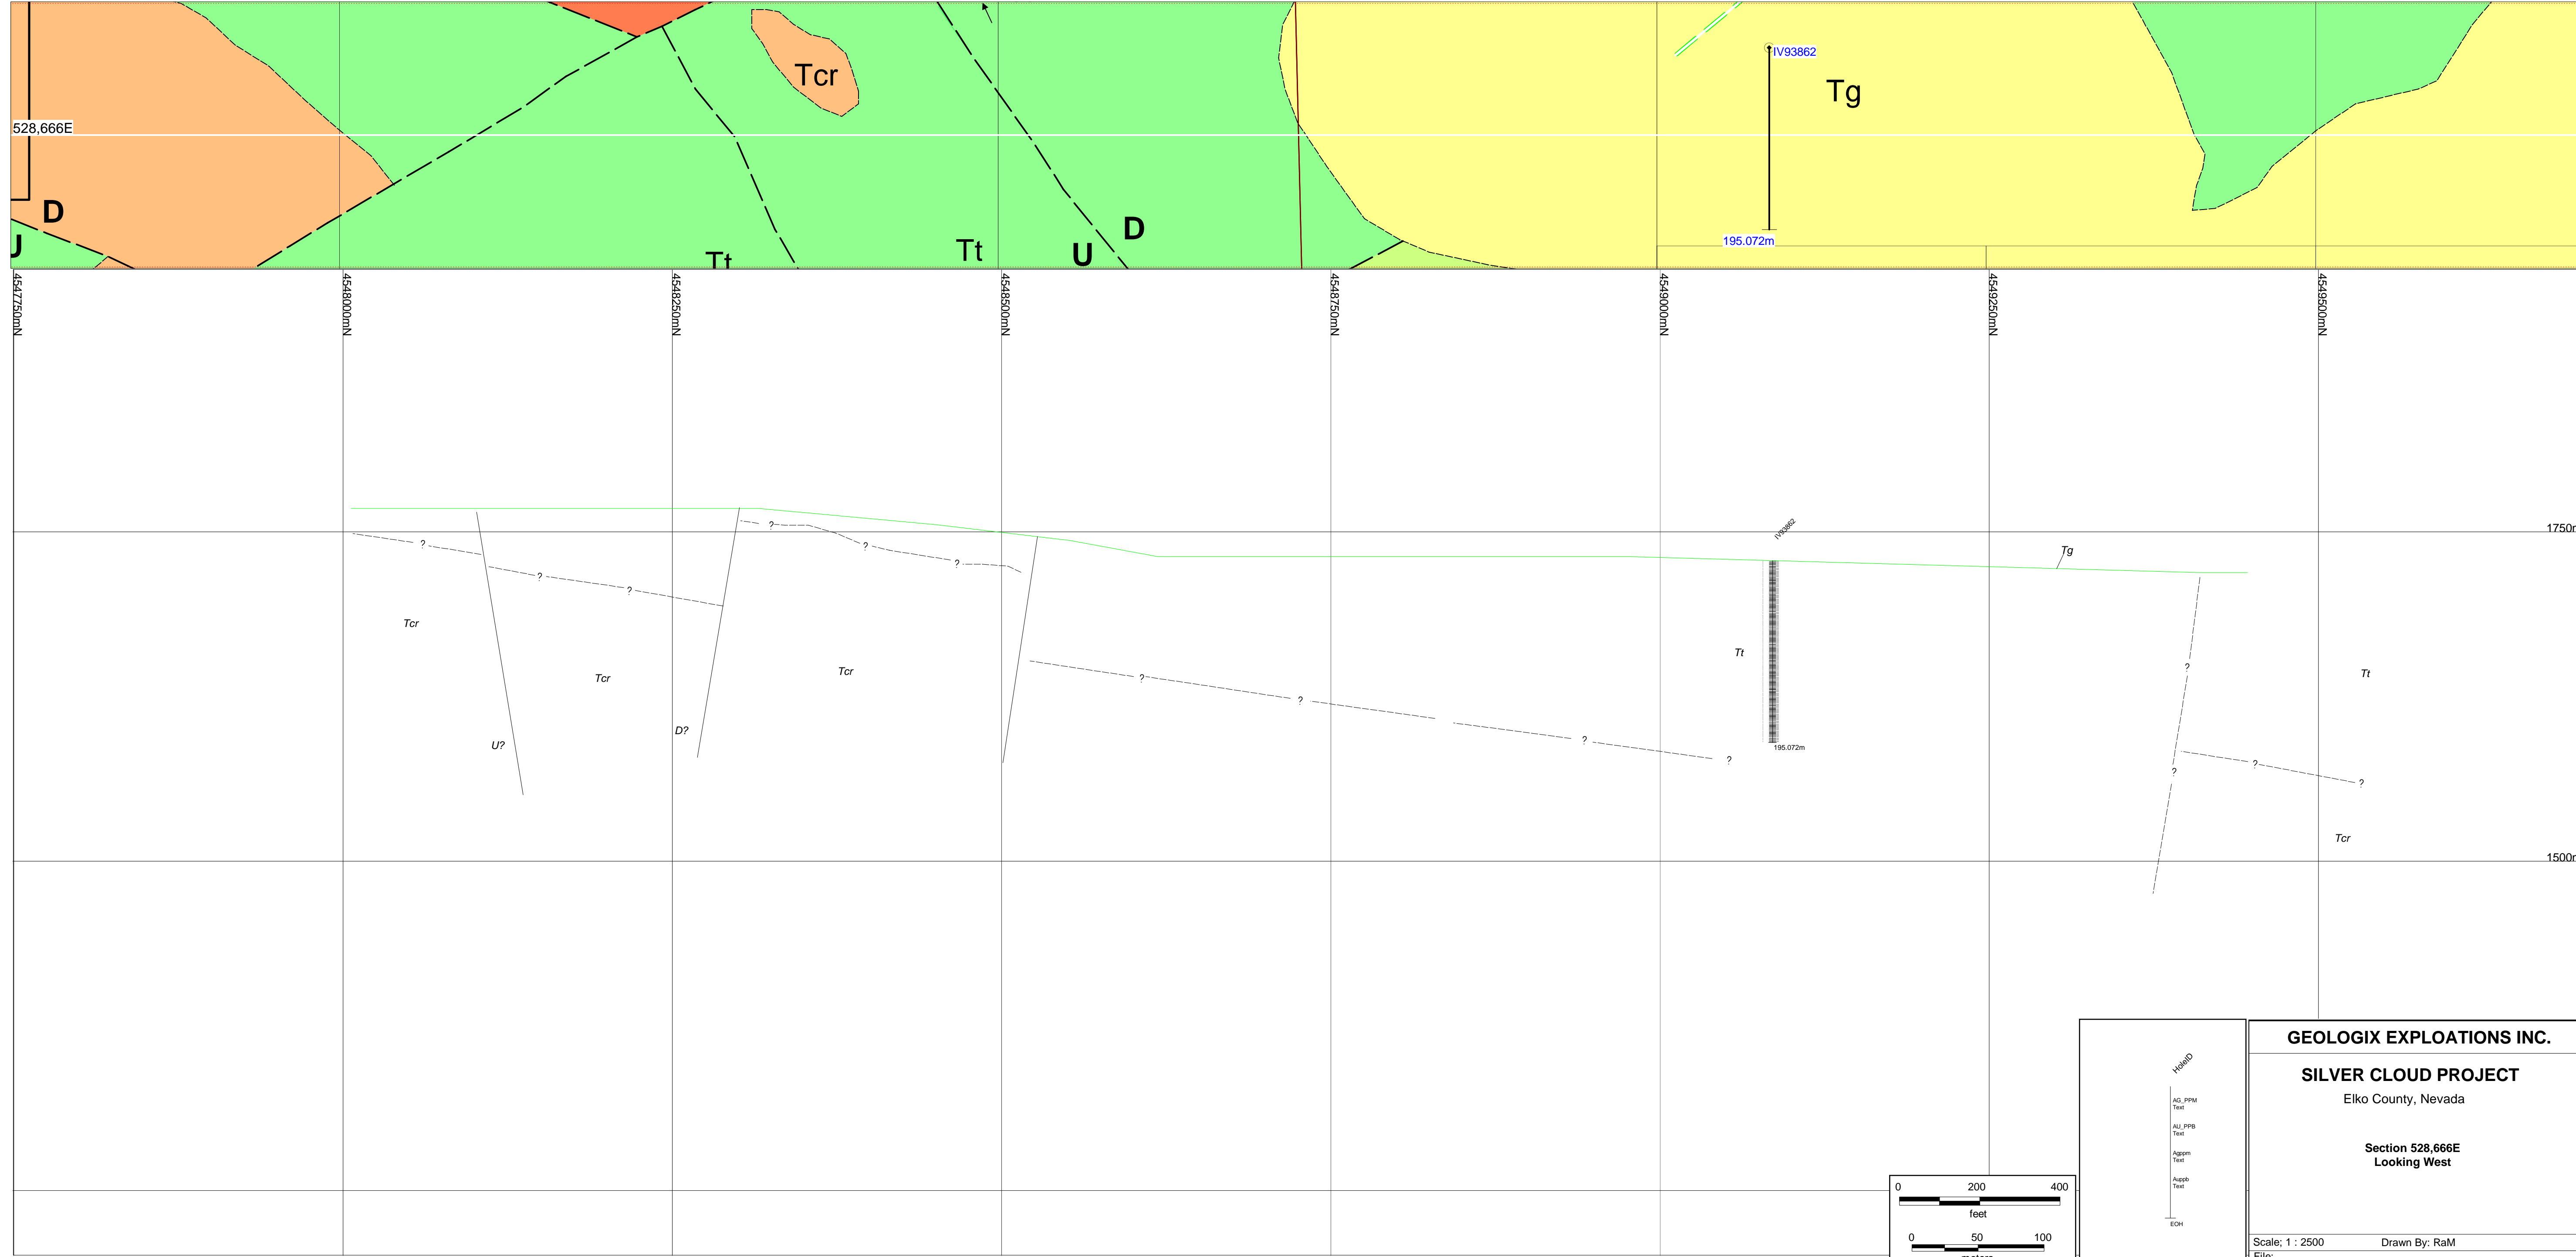 IV93862
Tcr
Tg
528,666E
D
U
D
U
Tt
Tt
195.072m
4547750mN
4548000mN
4548250mN
4548500mN
4548750mN
4549000mN
4549250mN
4549500mN
1750m
IV93862
?
?
?
?
?
?
Tg
Tcr
Tcr
Tcr
Tt
Tt
?
?
?
?
?
U?
D?
195.072m
?
?
?
Tcr
1500m
HoleID
AG_PPM
Text
AU_PPB
Text
Agppm
Text
Auppb
Text
EOH
GEOLOGIX EXPLOATIONS INC.
SILVER CLOUD PROJECT
Elko County, Nevada
Section 528,666E
Looking West
0 200 400
feet
0 50 100
meters
Scale; 1 : 2500 Drawn By: RaM
File: